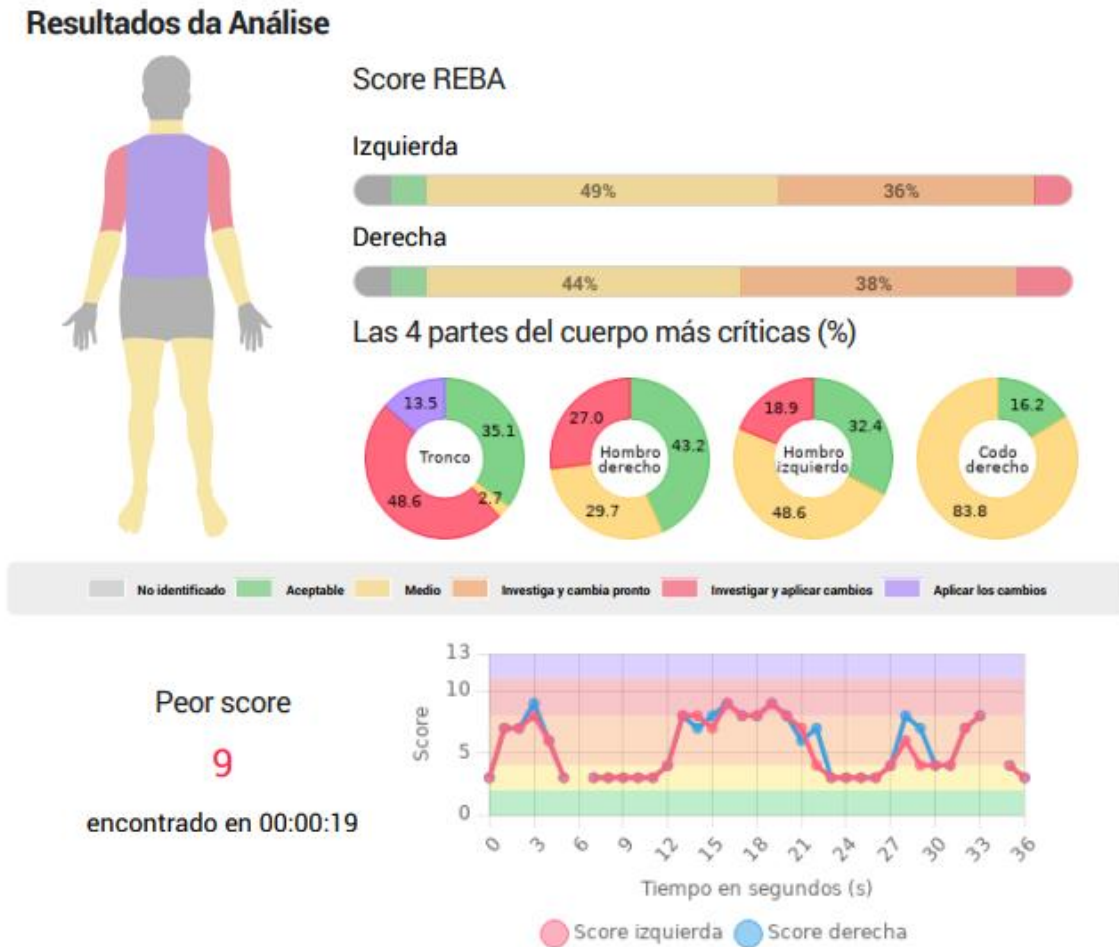 Resultados da Análise
Score REBA
Izquierda
49% 36%
Derecha
44% 38%
Las 4 partes del cuerpo más críticas (%)
13.5 35.1 Tronco 48.6 2.7
27.0 43.2 Hombro derecho 29.7
18.9 32.4 Hombro izquierdo 48.6
16.2 Codo derecho 83.8
No identificado Aceptable Medio Investiga y cambia pronto Investigar y aplicar cambios Aplicar los cambios
Peor score
9
encontrado en 00:00:19
Score
13
10
5
0
0 3 6 9 12 15 18 21 24 27 30 33 36
Tiempo en segundos (s)
Score izquierda Score derecha